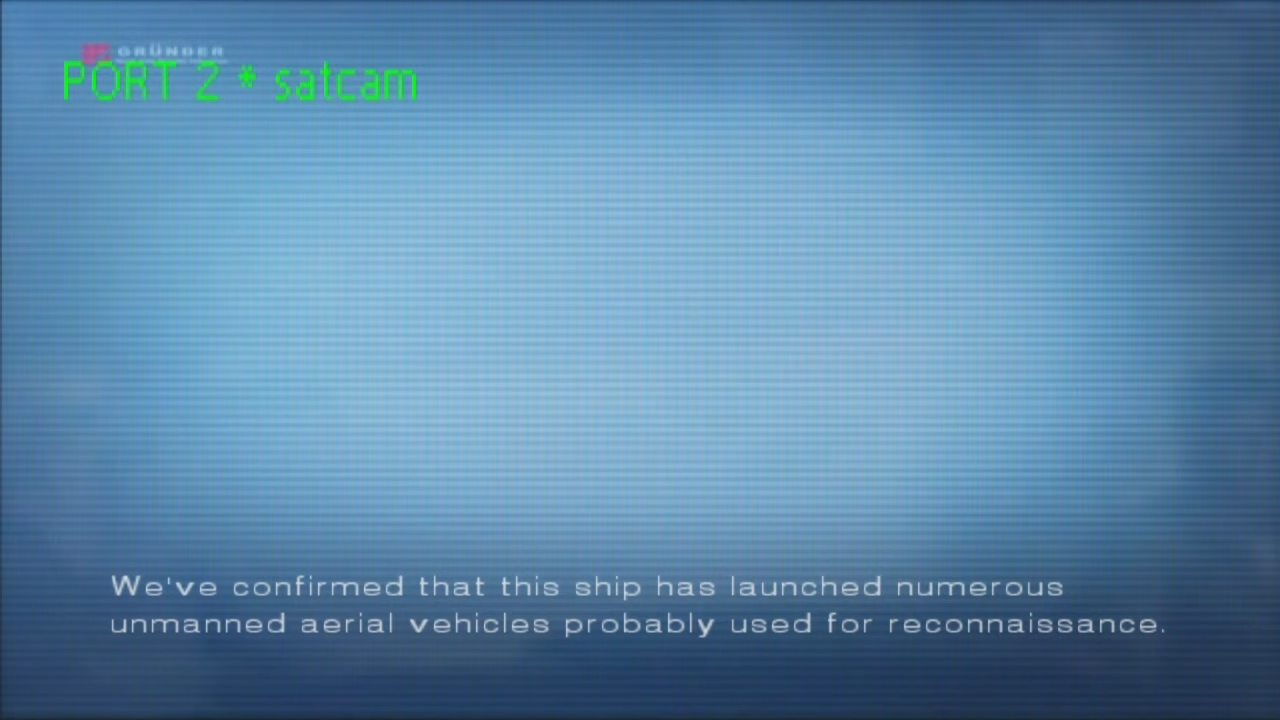 GRÜNDER
PORT 2 * satcam
We've confirmed that this ship has launched numerous
unmanned aerial vehicles probably used for reconnaissance.